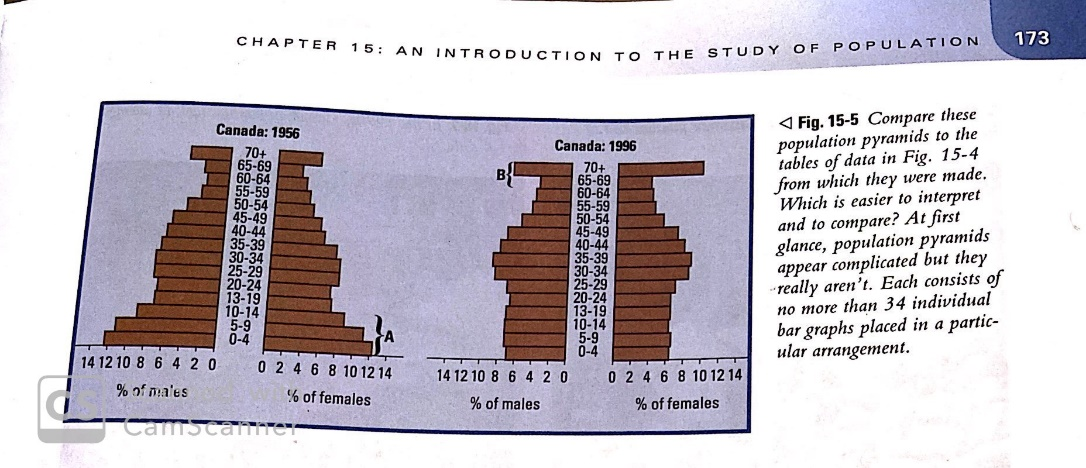 CHAPTER 15: AN INTRODUCTION TO THE STUDY OF POPULATION 173
Canada: 1956
70+
65-69
60-64
55-59
50-54
45-49
40-44
35-39
30-34
25-29
20-24
13-19
10-14
5-9
0-4
A
14 12 10 8 6 4 2 0
0 2 4 6 8 10 12 14
% of males
% of females
Canada: 1996
B
70+
65-69
60-64
55-59
50-54
45-49
40-44
35-39
30-34
25-29
20-24
13-19
10-14
5-9
0-4
14 12 10 8 6 4 2 0
0 2 4 6 8 10 12 14
% of males
% of females
◁ Fig. 15-5 Compare these
population pyramids to the
tables of data in Fig. 15-4
from which they were made.
Which is easier to interpret
and to compare? At first
glance, population pyramids
appear complicated but they
really aren't. Each consists of
no more than 34 individual
bar graphs placed in a partic-
ular arrangement.
CS
CamScanner